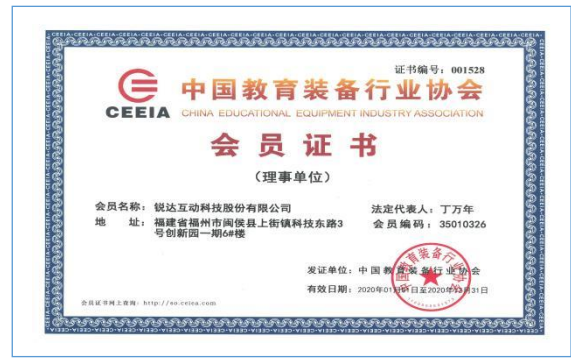 证书编号：001528
CEEIA
中国教育装备行业协会
CHINA EDUCATIONAL EQUIPMENT INDUSTRY ASSOCIATION
会员证书
（理事单位）
会员名称：锐达互动科技股份有限公司
法定代表人：丁万年
地 址：福建省福州市闽侯县上街镇科技东路3
号创新园一期6#楼
会员编码：35010326
发证单位：中国教育装备行业协会
有效日期：2020年01月01日至2020年12月31日
会员证书网上查询：http://eo.ceeia.com